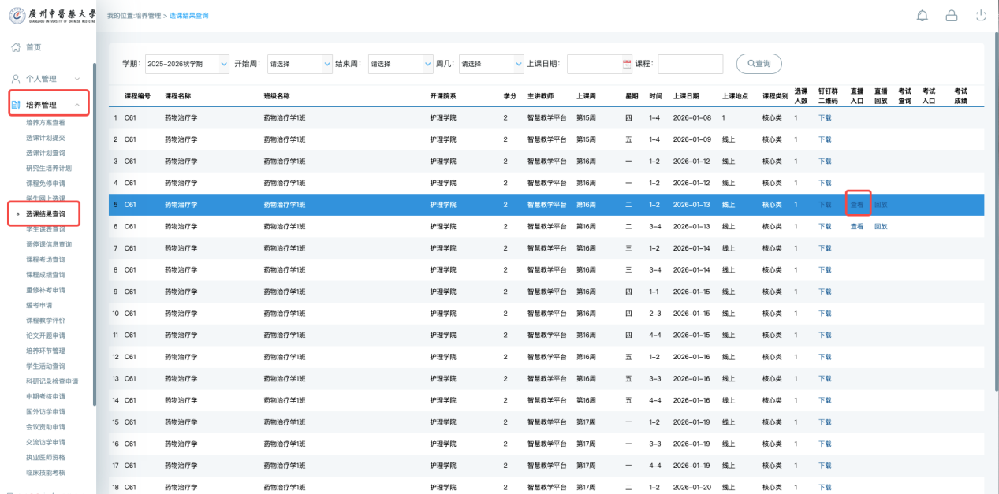 廣州中醫藥大學
GUANGZHOU UNIVERSITY OF CHINESE MEDICINE
我的位置:培养管理 > 选课结果查询
首页
个人管理
培养管理
培养方案查看
选课计划提交
选课计划查询
研究生培养计划
课程免修申请
学生网上选课
选课结果查询
学生课表查询
调停课信息查询
课程考场查询
课程成绩查询
重修补考申请
缓考申请
课程教学评价
论文开题申请
培养环节管理
学生活动查询
科研记录检查申请
中期考核申请
国外访学申请
会议资助申请
交流访学申请
执业医师资格
临床技能考核
学期: 2025-2026秋学期 开始周: 请选择 结束周: 请选择 周几: 请选择 上课日期: 课程: 查询
课程编号 课程名称 班级名称 开课院系 学分 主讲教师 上课周 星期 时间 上课日期 上课地点 课程类别 选课人数 钉钉群二维码 直播入口 直播回放 考试查询 考试入口 考试成绩
1 C61 药物治疗学 药物治疗学1班 护理学院 2 智慧教学平台 第15周 四 1-4 2026-01-08 1 核心类 1 下载
2 C61 药物治疗学 药物治疗学1班 护理学院 2 智慧教学平台 第15周 五 1-4 2026-01-09 线上 核心类 1 下载
3 C61 药物治疗学 药物治疗学1班 护理学院 2 智慧教学平台 第16周 一 1-2 2026-01-12 线上 核心类 1 下载
4 C61 药物治疗学 药物治疗学1班 护理学院 2 智慧教学平台 第16周 一 1-2 2026-01-12 线上 核心类 1 下载
5 C61 药物治疗学 药物治疗学1班 护理学院 2 智慧教学平台 第16周 二 1-2 2026-01-13 线上 核心类 1 下载 查看 回放
6 C61 药物治疗学 药物治疗学1班 护理学院 2 智慧教学平台 第16周 二 3-4 2026-01-13 线上 核心类 1 下载 查看 回放
7 C61 药物治疗学 药物治疗学1班 护理学院 2 智慧教学平台 第16周 三 1-2 2026-01-14 线上 核心类 1 下载
8 C61 药物治疗学 药物治疗学1班 护理学院 2 智慧教学平台 第16周 三 3-4 2026-01-14 线上 核心类 1 下载
9 C61 药物治疗学 药物治疗学1班 护理学院 2 智慧教学平台 第16周 四 1-1 2026-01-15 线上 核心类 1 下载
10 C61 药物治疗学 药物治疗学1班 护理学院 2 智慧教学平台 第16周 四 2-3 2026-01-15 线上 核心类 1 下载
11 C61 药物治疗学 药物治疗学1班 护理学院 2 智慧教学平台 第16周 四 4-4 2026-01-15 线上 核心类 1 下载
12 C61 药物治疗学 药物治疗学1班 护理学院 2 智慧教学平台 第16周 五 1-2 2026-01-16 线上 核心类 1 下载
13 C61 药物治疗学 药物治疗学1班 护理学院 2 智慧教学平台 第16周 五 3-3 2026-01-16 线上 核心类 1 下载
14 C61 药物治疗学 药物治疗学1班 护理学院 2 智慧教学平台 第16周 五 4-4 2026-01-16 线上 核心类 1 下载
15 C61 药物治疗学 药物治疗学1班 护理学院 2 智慧教学平台 第17周 一 1-2 2026-01-19 线上 核心类 1 下载
16 C61 药物治疗学 药物治疗学1班 护理学院 2 智慧教学平台 第17周 一 3-3 2026-01-19 线上 核心类 1 下载
17 C61 药物治疗学 药物治疗学1班 护理学院 2 智慧教学平台 第17周 一 4-4 2026-01-19 线上 核心类 1 下载
18 C61 药物治疗学 药物治疗学1班 护理学院 2 智慧教学平台 第17周 二 1-2 2026-01-20 线上 核心类 1 下载